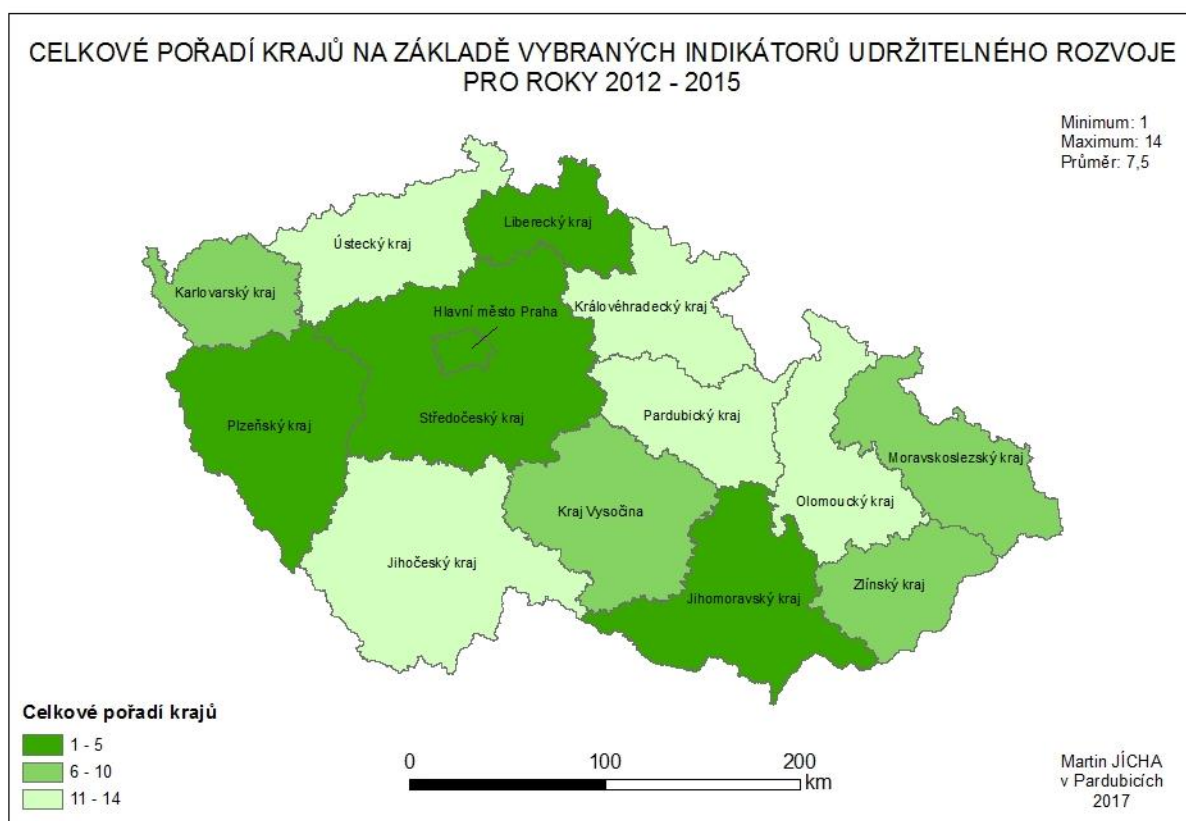 CELKOVÉ POŘADÍ KRAJŮ NA ZÁKLADĚ VYBRANÝCH INDIKÁTORŮ UDRŽITELNÉHO ROZVOJE
PRO ROKY 2012 - 2015
Minimum: 1
Maximum: 14
Průměr: 7,5
Liberecký kraj
Ústecký kraj
Karlovarský kraj
Hlavní město Praha
Královéhradecký kraj
Plzeňský kraj
Středočeský kraj
Pardubický kraj
Moravskoslezský kraj
Olomoucký kraj
Kraj Vysočina
Jihočeský kraj
Zlínský kraj
Jihomoravský kraj
Celkové pořadí krajů
1 - 5
6 - 10
11 - 14
0 100 200
km
Martin JÍCHA
v Pardubicích
2017